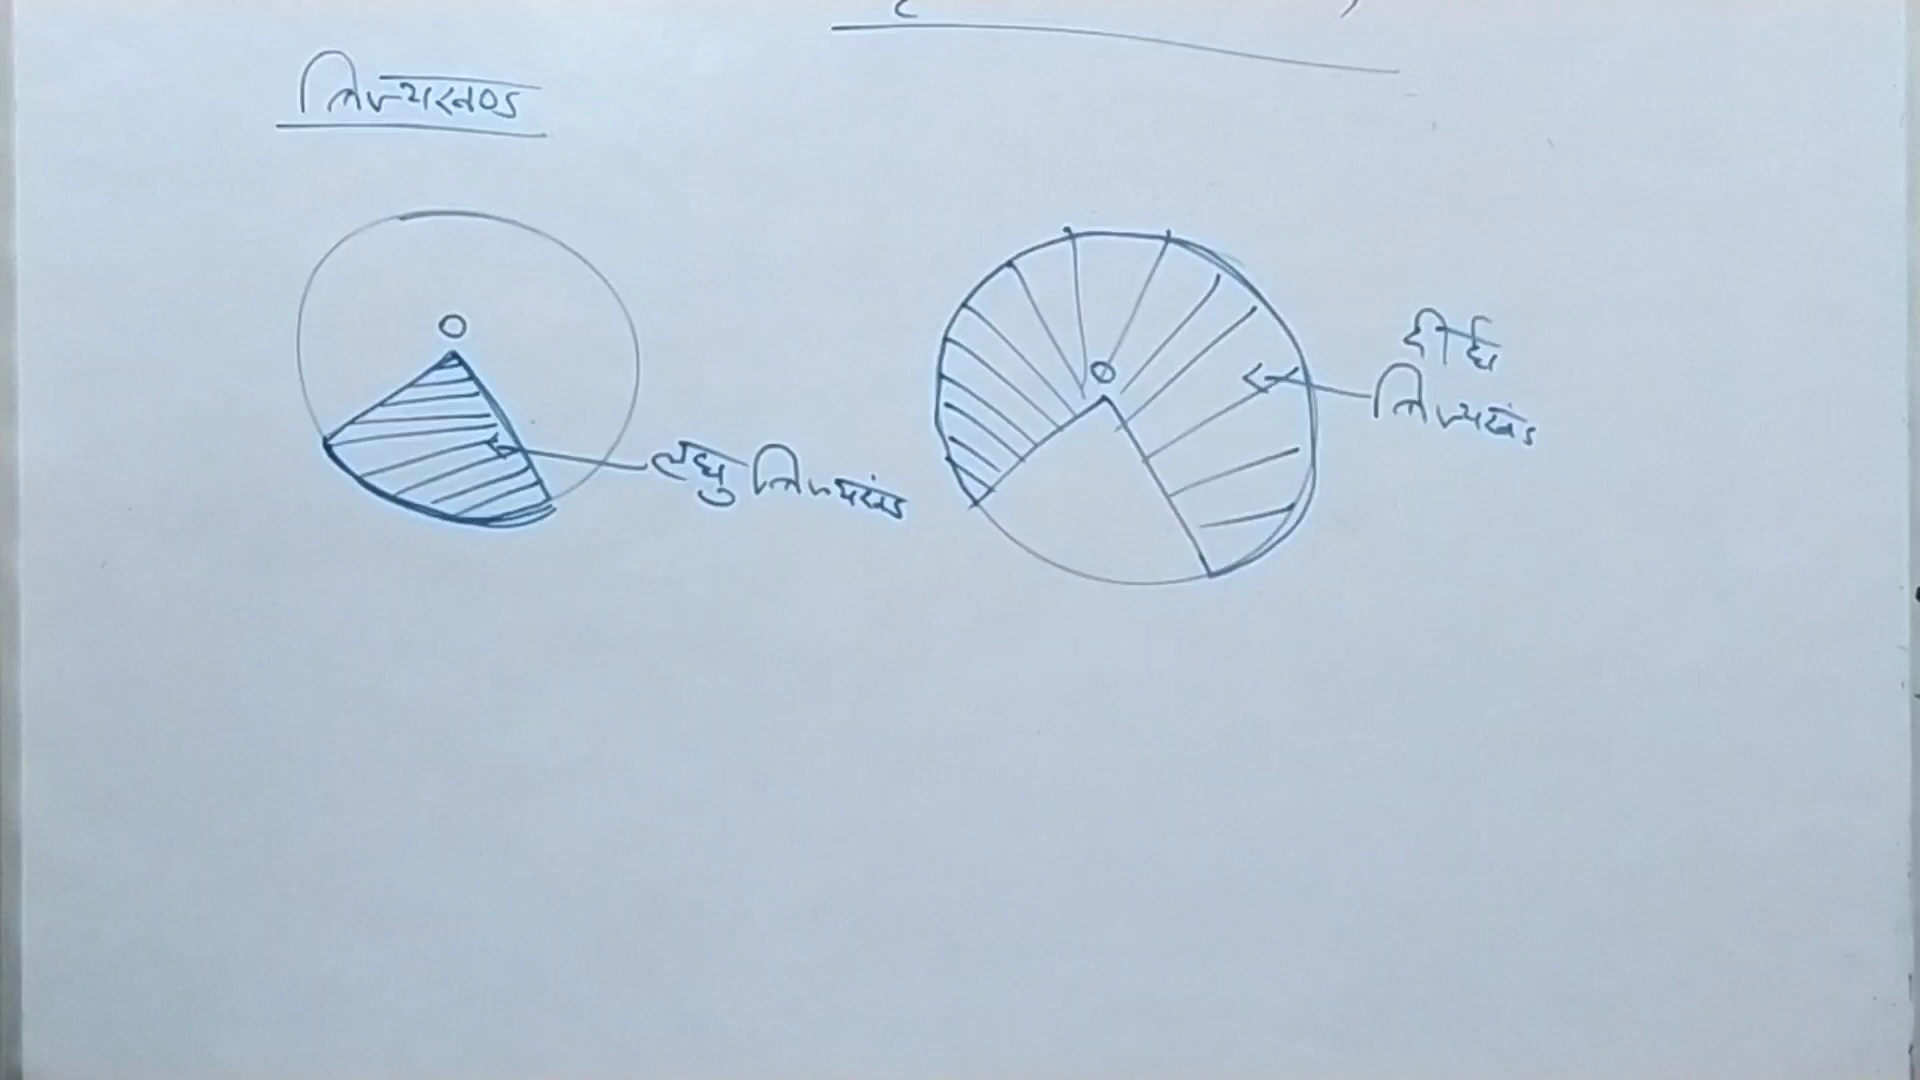 त्रिज्यखण्ड
O
लघु त्रिज्यखंड
O
दीर्घ
त्रिज्यखंड